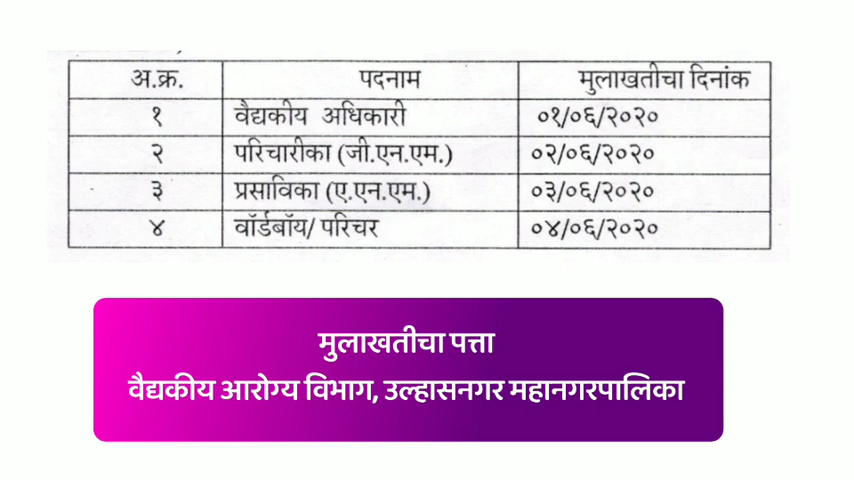 अ.क्र. पदनाम मुलाखतीचा दिनांक
१ वैद्यकीय अधिकारी ०१/०६/२०२०
२ परिचारीका (जी.एन.एम.) ०२/०६/२०२०
३ प्रसाविका (ए.एन.एम.) ०३/०६/२०२०
४ वॉर्डबॉय/ परिचर ०४/०६/२०२०
मुलाखतीचा पत्ता
वैद्यकीय आरोग्य विभाग, उल्हासनगर महानगरपालिका